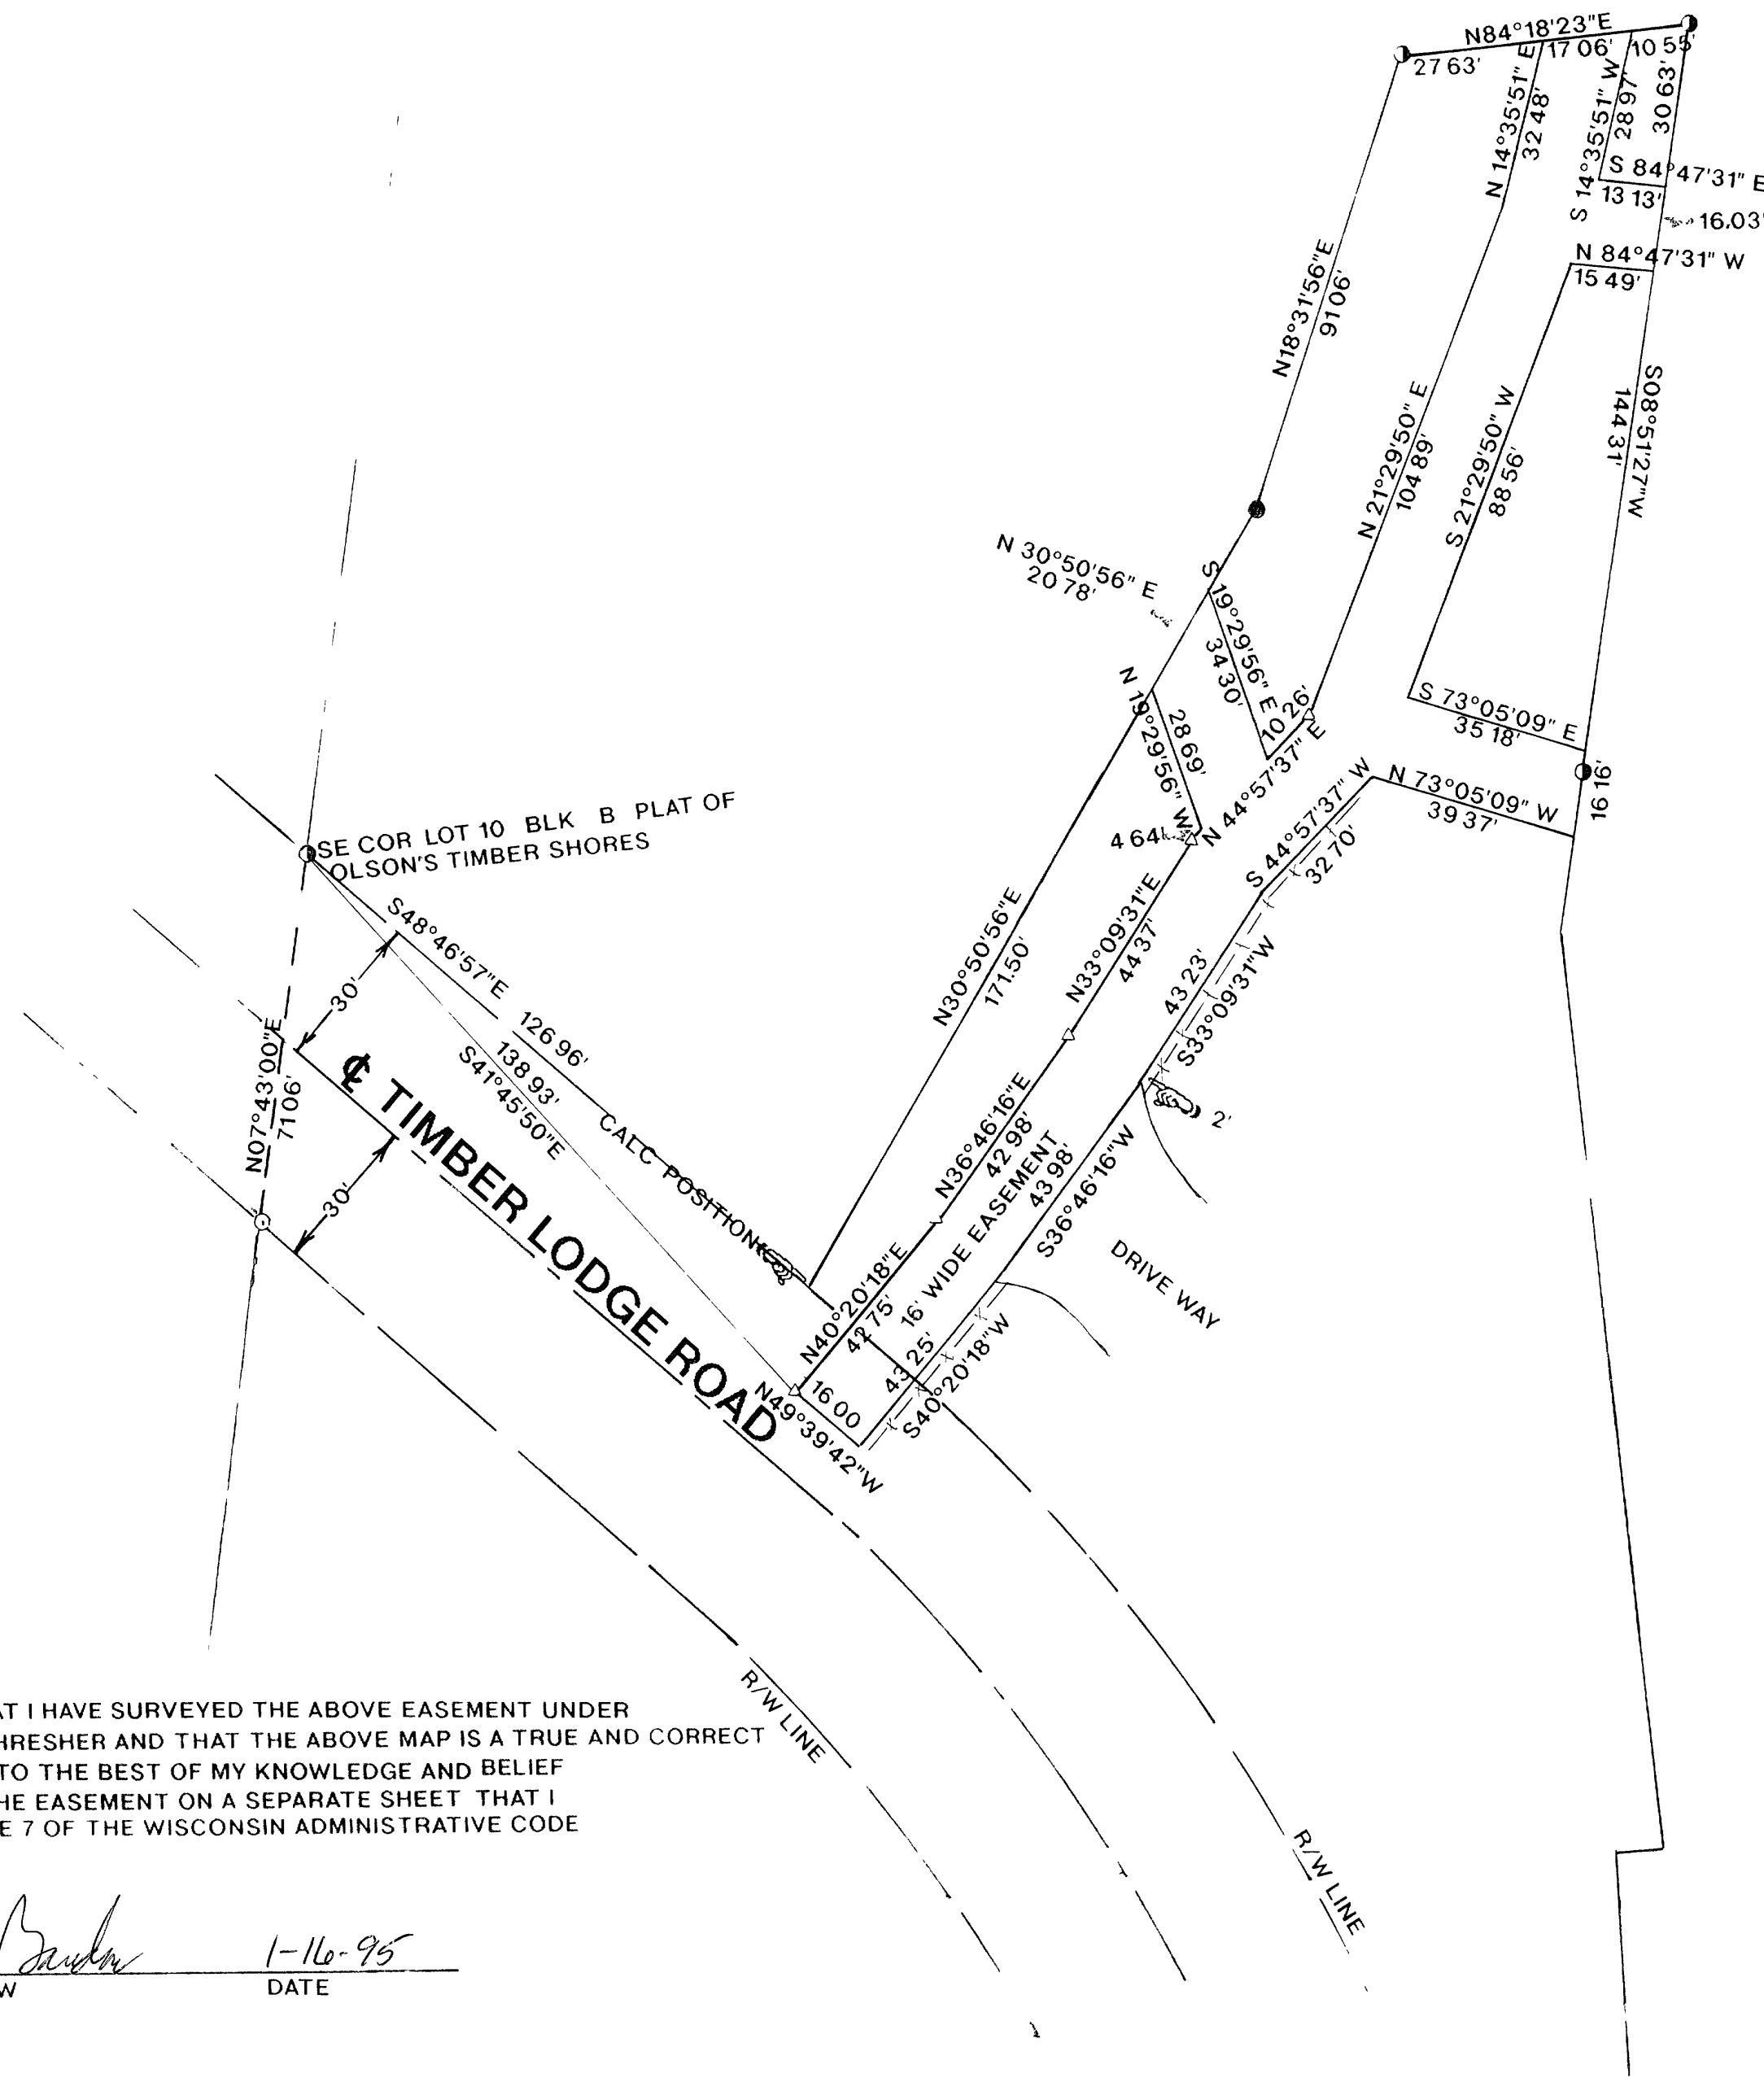 N84°18'23"E
27 63'
17 06'
10 55'
N 14°35'51" E
32 48'
S 14°35'51" W
28 97'
30 63'
S 84°47'31" E
13 13'
16.03'
N 84°47'31" W
15 49'
N18°31'56"E
91 06'
N 21°29'50" E
104 89'
S 21°29'50" W
88 56'
S08°51'27"W
144 31'
N 30°50'56" E
20 78'
S 19°29'56" E
34 30'
10 26'
N 44°57'37" E
N 19°29'56" W
28 69'
4 64'
S 73°05'09" E
35 18'
16 16'
N 73°05'09" W
39 37'
S 44°57'37" W
32 70'
SE COR LOT 10 BLK B PLAT OF
OLSON'S TIMBER SHORES
S48°46'57"E
126 96'
138 93'
S41°45'50"E
CALC POSITION
30'
30'
N07°43'00"E
71 06'
℄ TIMBER LODGE ROAD
N30°50'56"E
171.50'
N33°09'31"E
44 37'
43 23'
S33°09'31"W
2'
N36°46'16"E
42 98'
16' WIDE EASEMENT
43 98'
S36°46'16"W
DRIVE WAY
N40°20'18"E
42 75'
43 25'
S40°20'18"W
16 00
N49°39'42"W
R/W LINE
R/W LINE
AT I HAVE SURVEYED THE ABOVE EASEMENT UNDER
HRESHER AND THAT THE ABOVE MAP IS A TRUE AND CORRECT
TO THE BEST OF MY KNOWLEDGE AND BELIEF
HE EASEMENT ON A SEPARATE SHEET THAT I
E 7 OF THE WISCONSIN ADMINISTRATIVE CODE
1-16-95
W
DATE